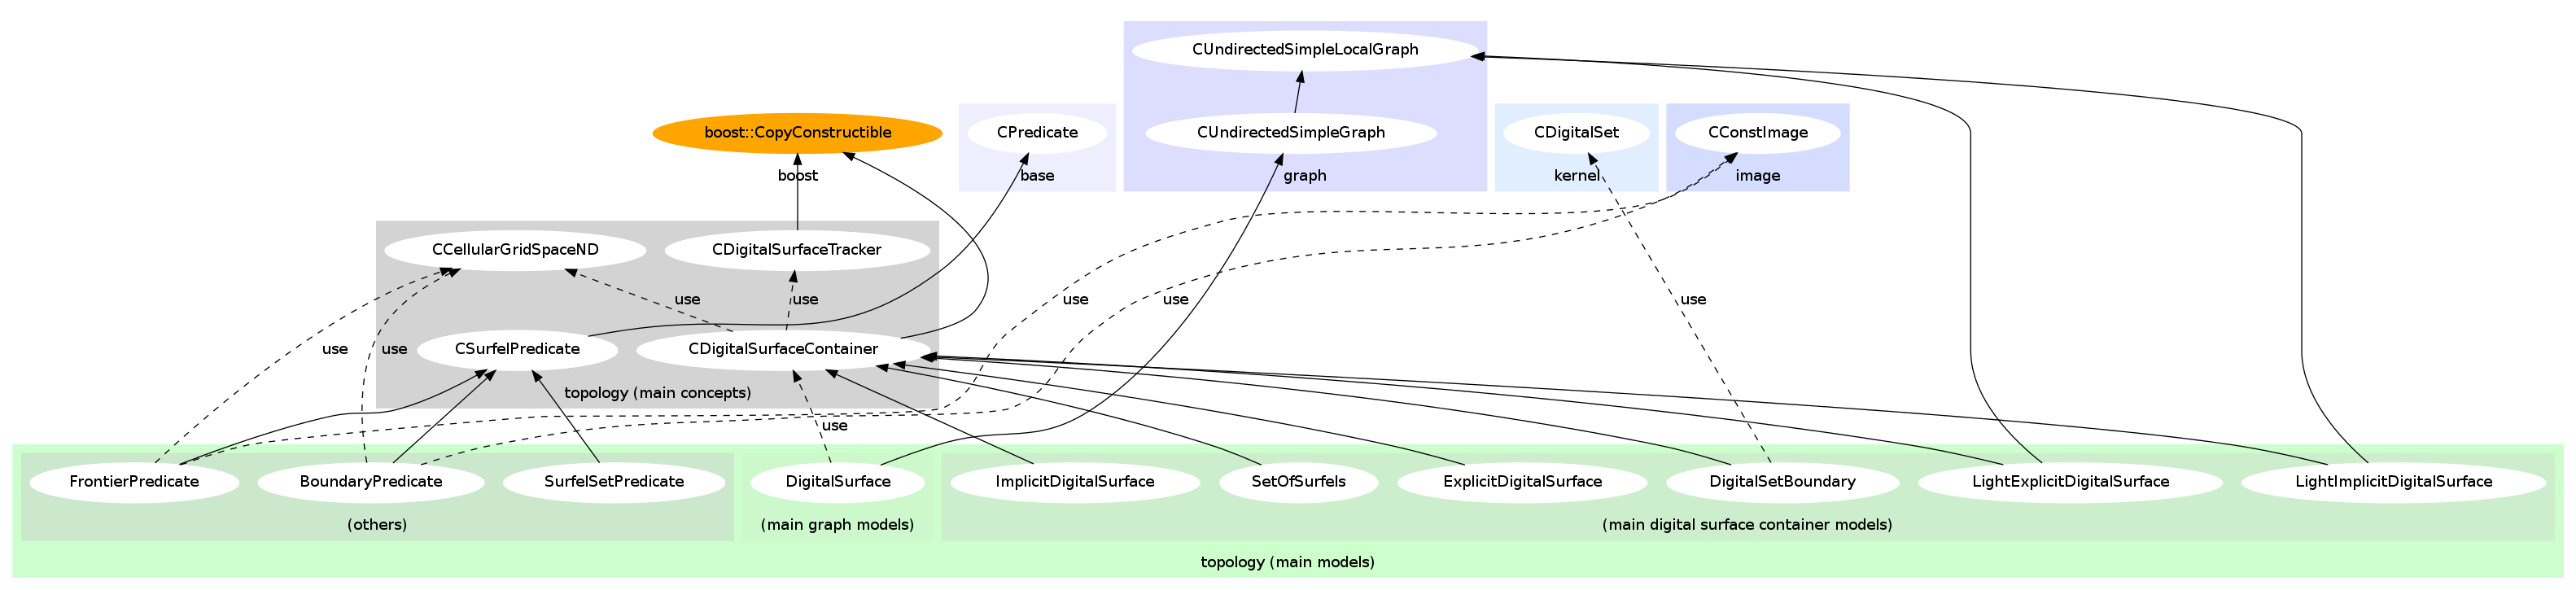 CUndirectedSimpleLocalGraph
boost::CopyConstructible
CPredicate
CUndirectedSimpleGraph
CDigitalSet
CConstImage
boost
base
graph
kernel
image
CCellularGridSpaceND
CDigitalSurfaceTracker
use
use
use
use
use
use
use
CSurfelPredicate
CDigitalSurfaceContainer
topology (main concepts)
use
FrontierPredicate
BoundaryPredicate
SurfelSetPredicate
DigitalSurface
ImplicitDigitalSurface
SetOfSurfels
ExplicitDigitalSurface
DigitalSetBoundary
LightExplicitDigitalSurface
LightImplicitDigitalSurface
(others)
(main graph models)
(main digital surface container models)
topology (main models)